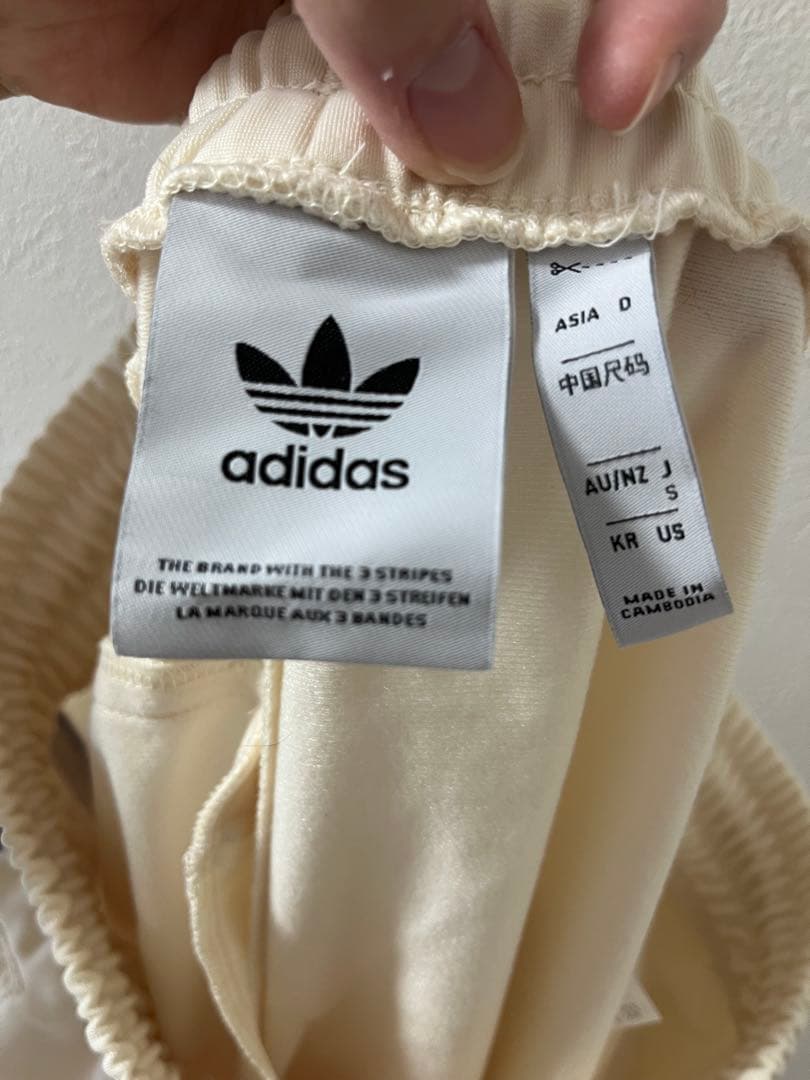 adidas
THE BRAND WITH THE 3 STRIPES
DIE WELTMARKE MIT DEN 3 STREIFEN
LA MARQUE AUX 3 BANDES
ASIA D
中国尺码
AU/NZ J
S
KR US
MADE IN
CAMBODIA